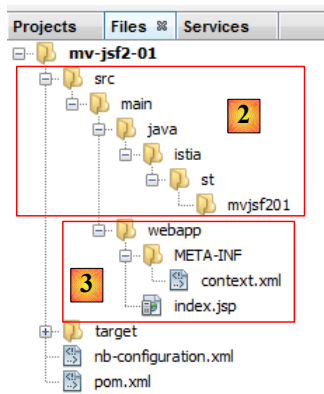 Projects Files Services
mv-jsf2-01
src
main
2
java
istia
st
mvjsf201
webapp
META-INF
3
context.xml
index.jsp
target
nb-configuration.xml
pom.xml